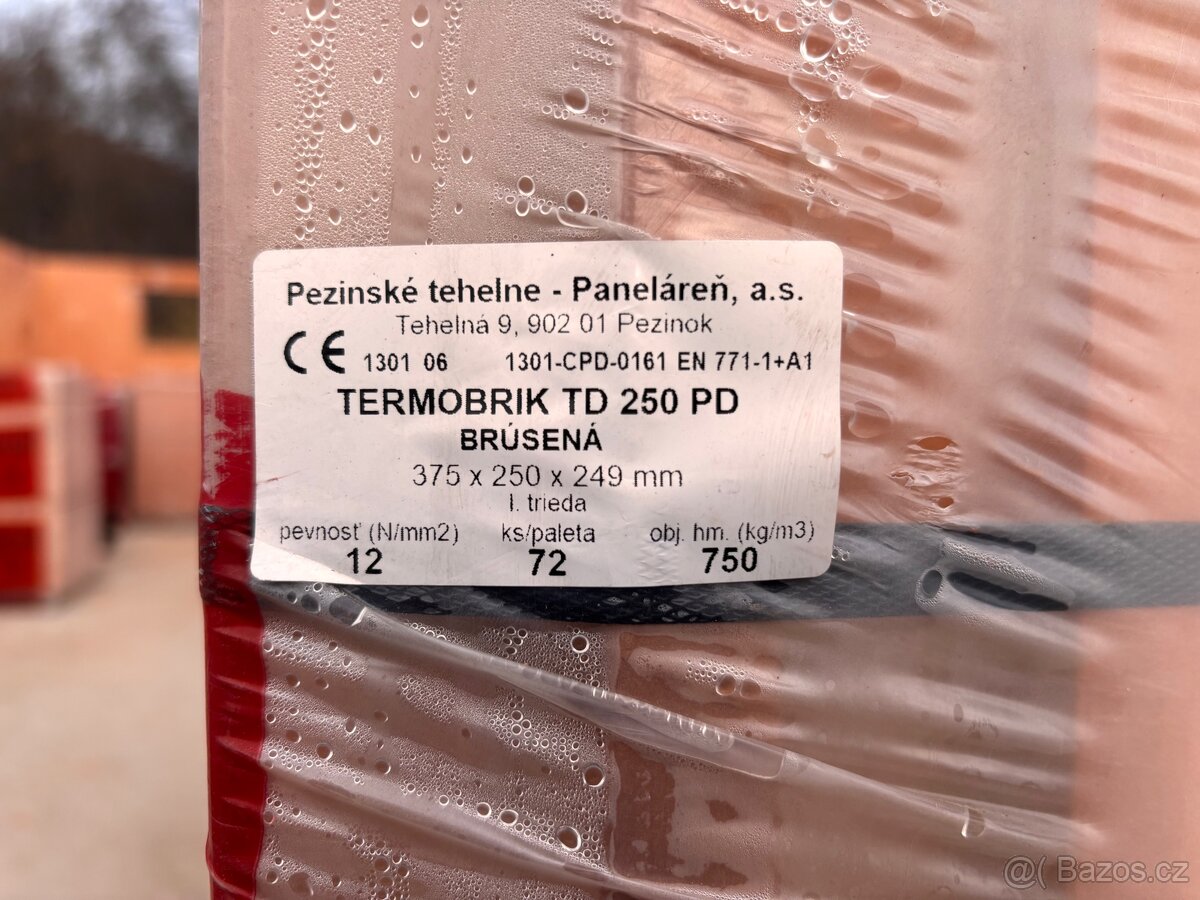 Pezinské tehelne - Paneláreň, a.s.
Tehelná 9, 902 01 Pezinok
CE 1301 06 1301-CPD-0161 EN 771-1+A1
TERMOBRIK TD 250 PD
BRÚSENÁ
375 x 250 x 249 mm
I. trieda
pevnosť (N/mm2) ks/paleta obj. hm. (kg/m3)
12 72 750
@( Bazos.cz